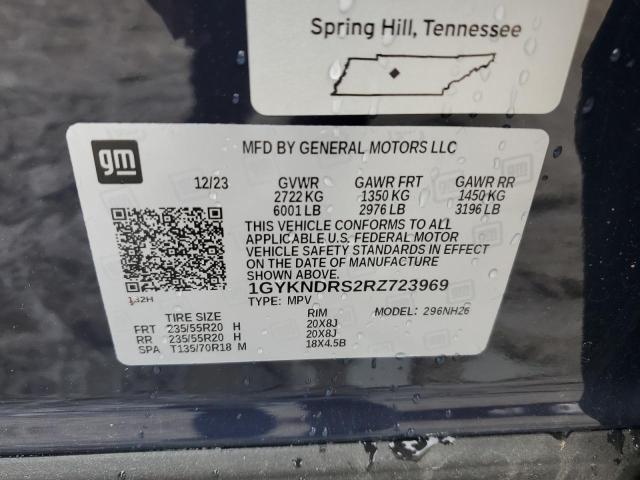 Spring Hill, Tennessee
gm
MFD BY GENERAL MOTORS LLC
12/23 GVWR GAWR FRT GAWR RR
2722 KG 1350 KG 1450 KG
6001 LB 2976 LB 3196 LB
THIS VEHICLE CONFORMS TO ALL
APPLICABLE U.S. FEDERAL MOTOR
VEHICLE SAFETY STANDARDS IN EFFECT
ON THE DATE OF MANUFACTURE
SHOWN ABOVE.
1GYKNDRS2RZ723969
TYPE: MPV MODEL: 296NH26
132H
TIRE SIZE RIM
FRT 235/55R20 H 20X8J
RR 235/55R20 H 20X8J
SPA T135/70R18 M 18X4.5B